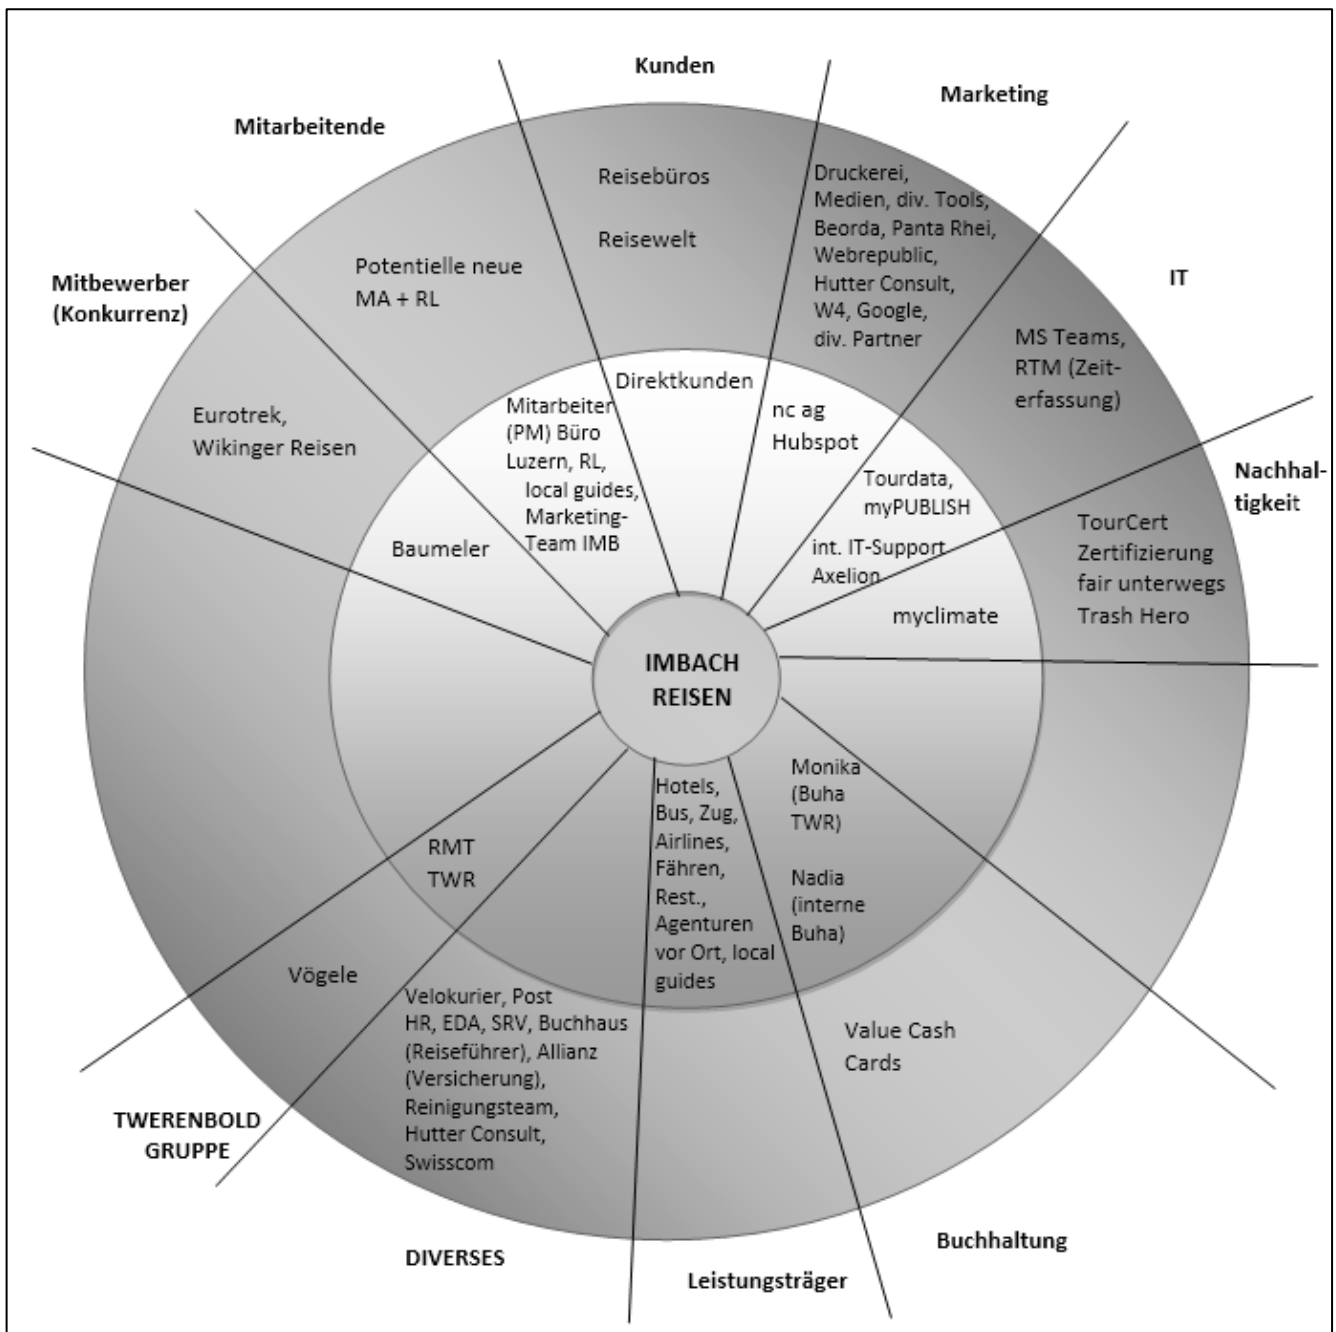 Kunden
Marketing
Mitarbeitende
IT
Mitbewerber
(Konkurrenz)
Nachhal-
tigkeit
Reisebüros
Reisewelt
Druckerei,
Medien, div. Tools,
Beorda, Panta Rhei,
Webrepublic,
Hutter Consult,
W4, Google,
div. Partner
Potentielle neue
MA + RL
MS Teams,
RTM (Zeit-
erfassung)
Eurotrek,
Wikinger Reisen
TourCert
Zertifizierung
fair unterwegs
Trash Hero
Direktkunden
Mitarbeiter
(PM) Büro
Luzern, RL,
local guides,
Marketing-
Team IMB
nc ag
Hubspot
Tourdata,
myPUBLISH
int. IT-Support
Axelion
Baumeler
myclimate
IMBACH
REISEN
Monika
(Buha
TWR)
Nadia
(interne
Buha)
Hotels,
Bus, Zug,
Airlines,
Fähren,
Rest.,
Agenturen
vor Ort, local
guides
RMT
TWR
Vögele
Velokurier, Post
HR, EDA, SRV, Buchhaus
(Reiseführer), Allianz
(Versicherung),
Reinigungsteam,
Hutter Consult,
Swisscom
Value Cash
Cards
TWERENBOLD
GRUPPE
DIVERSES
Leistungsträger
Buchhaltung